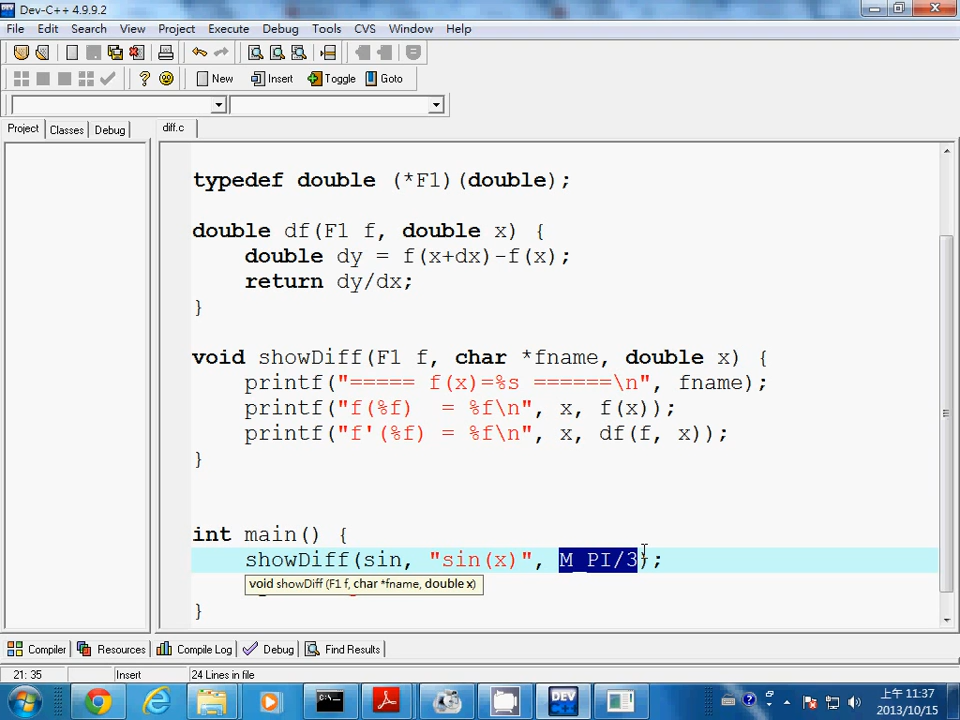 Dev-C++ 4.9.9.2
File Edit Search View Project Execute Debug Tools CVS Window Help
New Insert Toggle Goto
Project Classes Debug diff.c
typedef double (*F1)(double);
double df(F1 f, double x) {
double dy = f(x+dx)-f(x);
return dy/dx;
}
void showDiff(F1 f, char *fname, double x) {
printf("===== f(x)=%s ======\n", fname);
printf("f(%f)  = %f\n", x, f(x));
printf("f'(%f) = %f\n", x, df(f, x));
}
int main() {
showDiff(sin, "sin(x)", M_PI/3);
void showDiff (F1 f, char *fname, double x)
}
Compiler Resources Compile Log Debug Find Results
21: 35 Insert 24 Lines in file
DEV
上午 11:37
2013/10/15